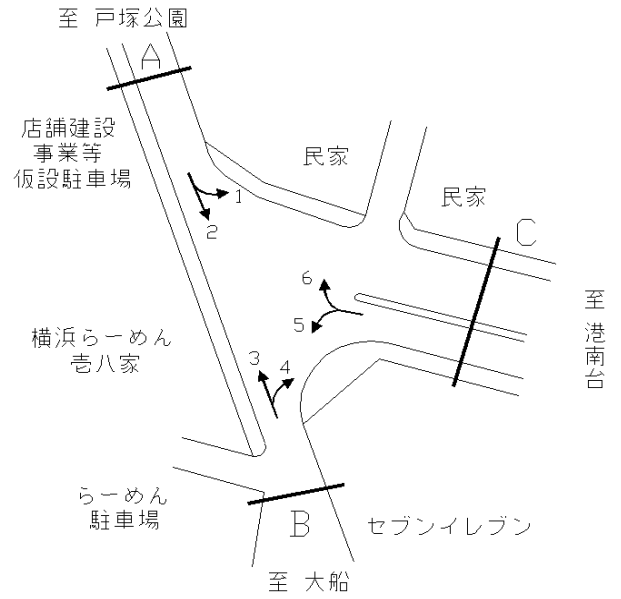 至 戸塚公園
A
店舗建設
事業等
仮設駐車場
民家
民家
C
1
2
6
5
至 港南台
横浜らーめん
壱八家
3
4
らーめん
駐車場
B
セブンイレブン
至 大船